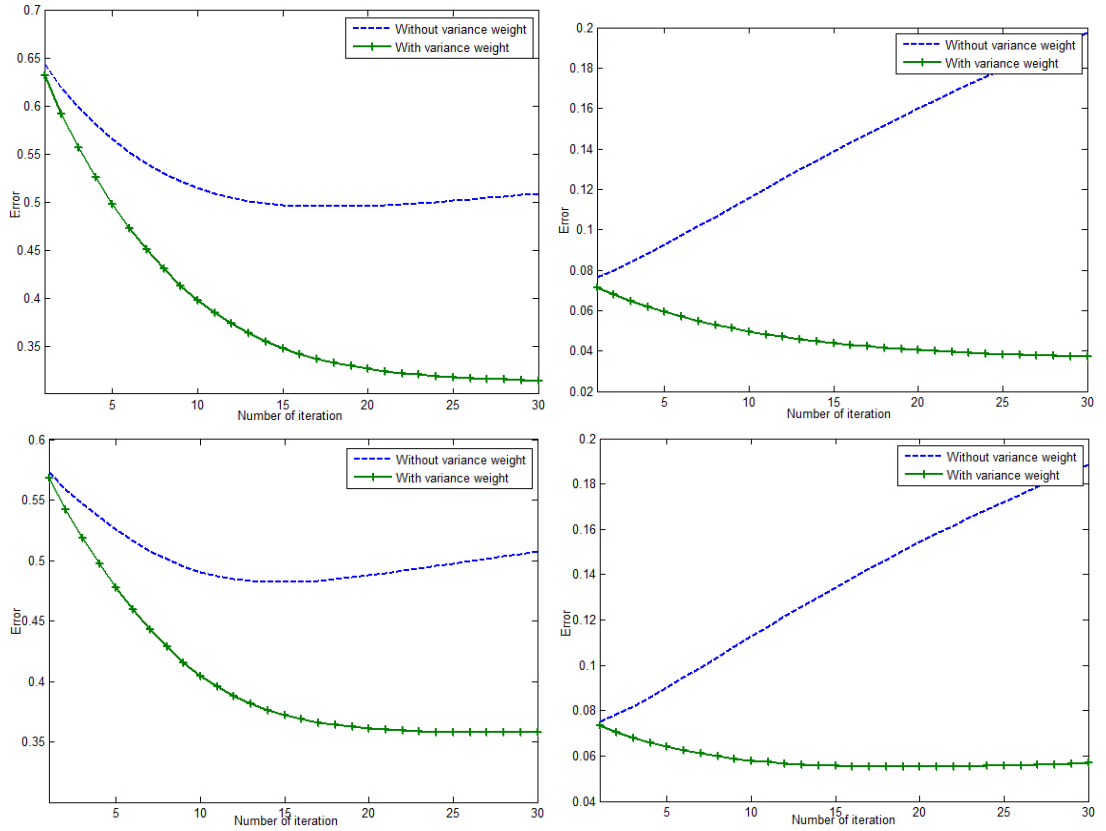 0.7
0.65
0.6
0.55
0.5
0.45
0.4
0.35
Error
5 10 15 20 25 30
Number of iteration
Without variance weight
With variance weight
0.2
0.18
0.16
0.14
0.12
0.1
0.08
0.06
0.04
0.02
Error
5 10 15 20 25 30
Number of iteration
Without variance weight
With variance weight
0.6
0.55
0.5
0.45
0.4
0.35
Error
5 10 15 20 25 30
Number of iteration
Without variance weight
With variance weight
0.2
0.18
0.16
0.14
0.12
0.1
0.08
0.06
0.04
Error
5 10 15 20 25 30
Number of iteration
Without variance weight
With variance weight